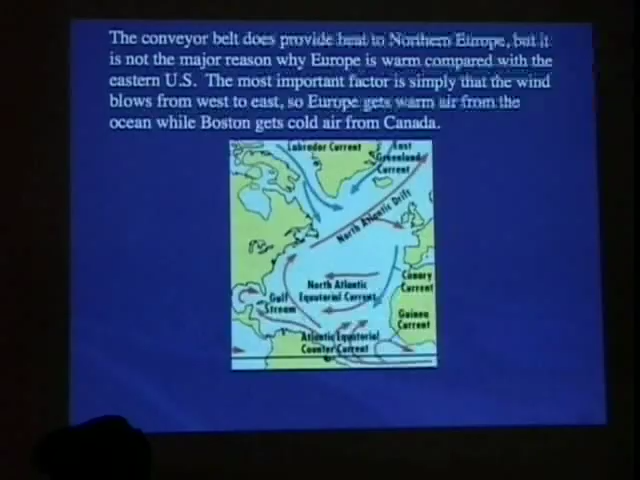 The conveyor belt does provide heat to Northern Europe, but it
is not the major reason why Europe is warm compared with the
eastern U.S. The most important factor is simply that the wind
blows from west to east, so Europe gets warm air from the
ocean while Boston gets cold air from Canada.
Labrador Current
East
Greenland
Current
North Atlantic Drift
North Atlantic
Equatorial Current
Canary
Current
Gulf
Stream
Guinea
Current
Atlantic Equatorial
Counter Current